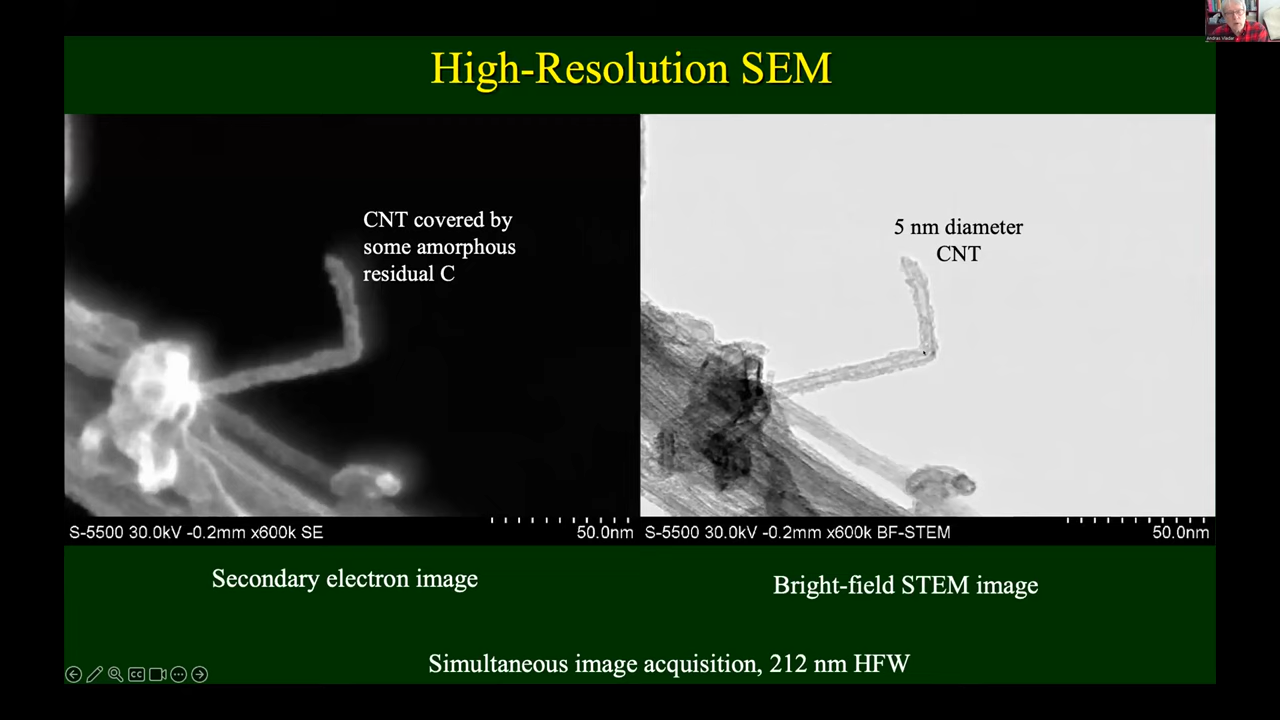 High-Resolution SEM
CNT covered by
some amorphous
residual C
5 nm diameter
CNT
S-5500 30.0kV -0.2mm x600k SE
50.0nm
S-5500 30.0kV -0.2mm x600k BF-STEM
50.0nm
Secondary electron image
Bright-field STEM image
Simultaneous image acquisition, 212 nm HFW
CC